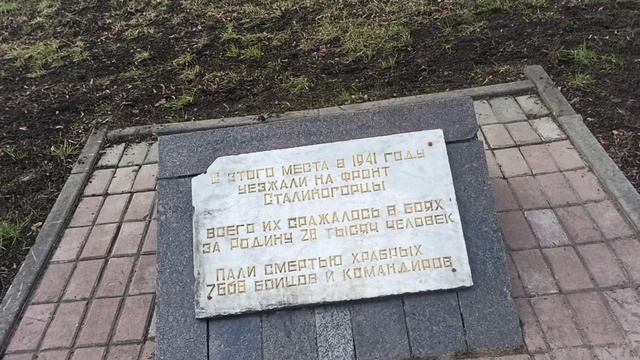 С ЭТОГО МЕСТА В 1941 ГОДУ
УЕЗЖАЛИ НА ФРОНТ
СТАЛИНОГОРЦЫ
ВСЕГО ИХ СРАЖАЛОСЬ В БОЯХ
ЗА РОДИНУ 28 ТЫСЯЧ ЧЕЛОВЕК
ПАЛИ СМЕРТЬЮ ХРАБРЫХ
7608 БОЙЦОВ И КОМАНДИРОВ